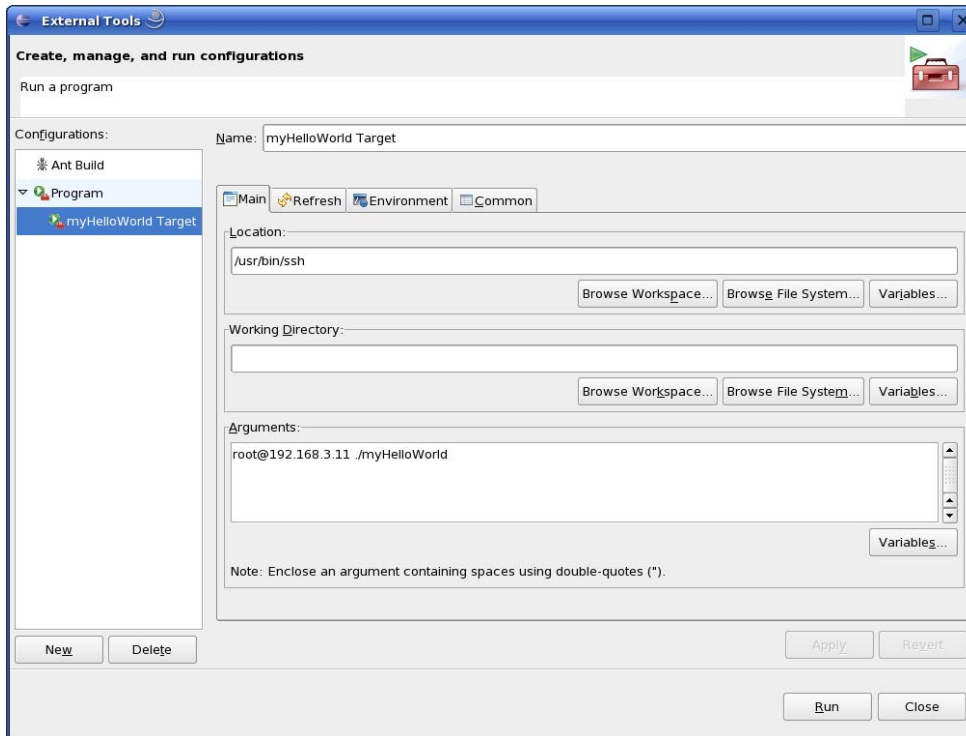 External Tools
Create, manage, and run configurations
Run a program
Configurations:
Ant Build
Program
myHelloWorld Target
New Delete
Name: myHelloWorld Target
Main Refresh Environment Common
Location:
/usr/bin/ssh
Browse Workspace... Browse File System... Variables...
Working Directory:
Browse Workspace... Browse File System... Variables...
Arguments:
root@192.168.3.11 ./myHelloWorld
Variables...
Note: Enclose an argument containing spaces using double-quotes (").
Apply Revert
Run Close